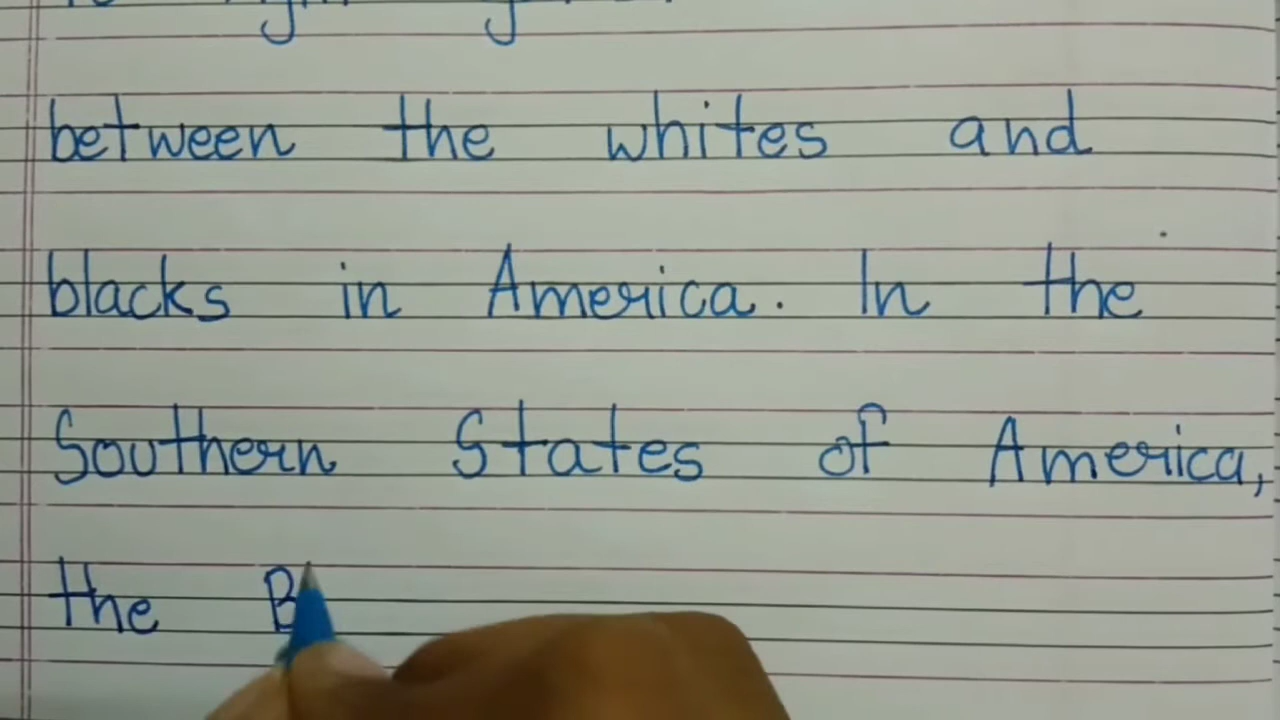 between the whites and
blacks in America. In the
Southern States of America,
the B